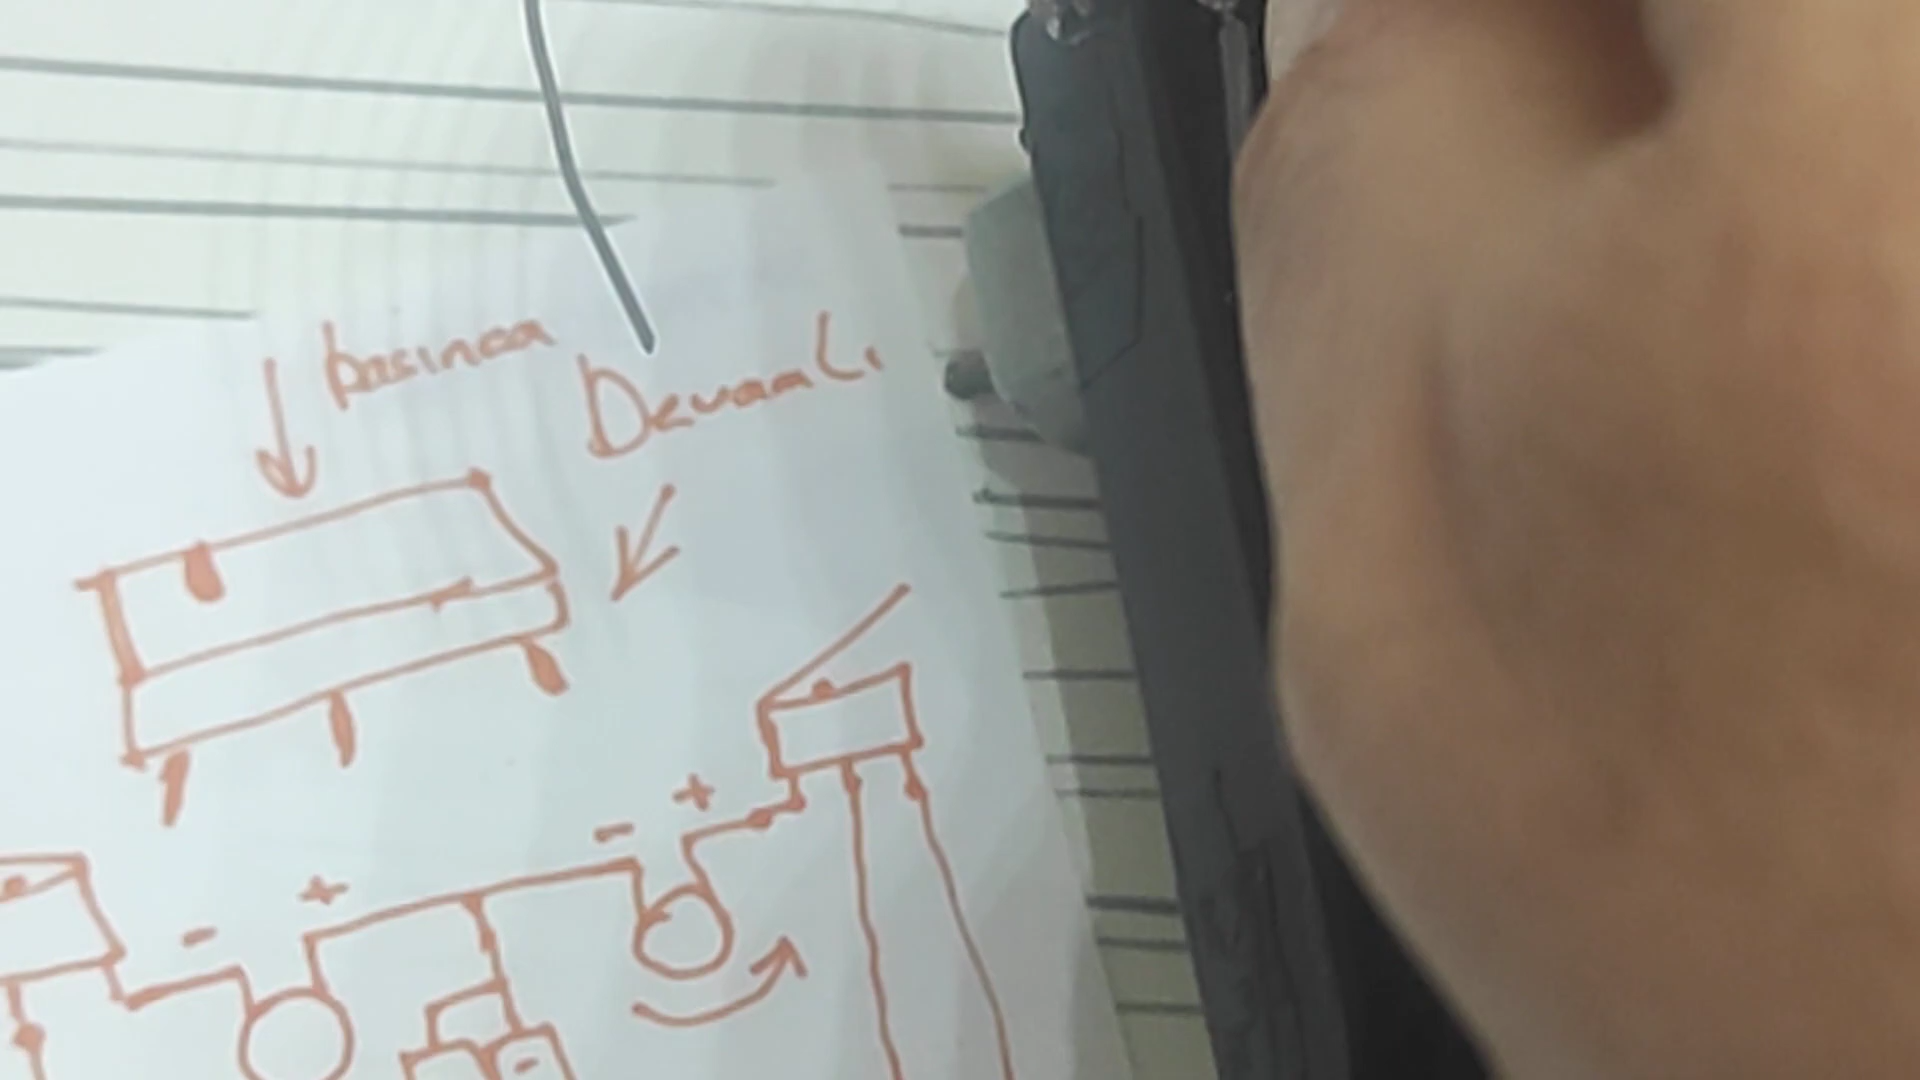 basınca
Devamlı
+
-
+
-
-